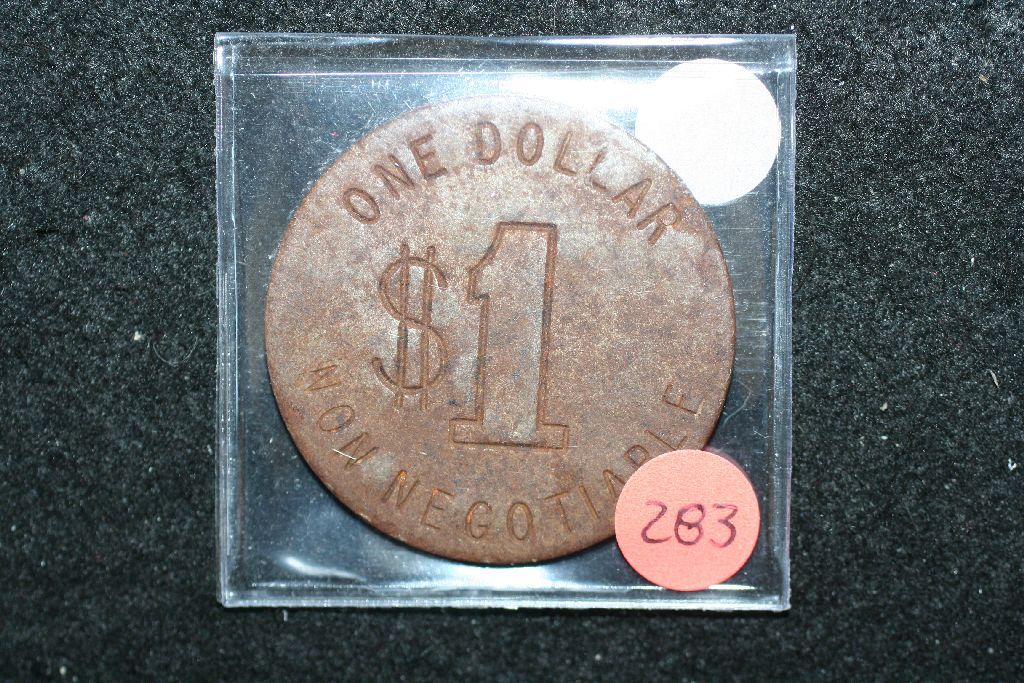 ONE DOLLAR
$1
NON NEGOTIABLE
283